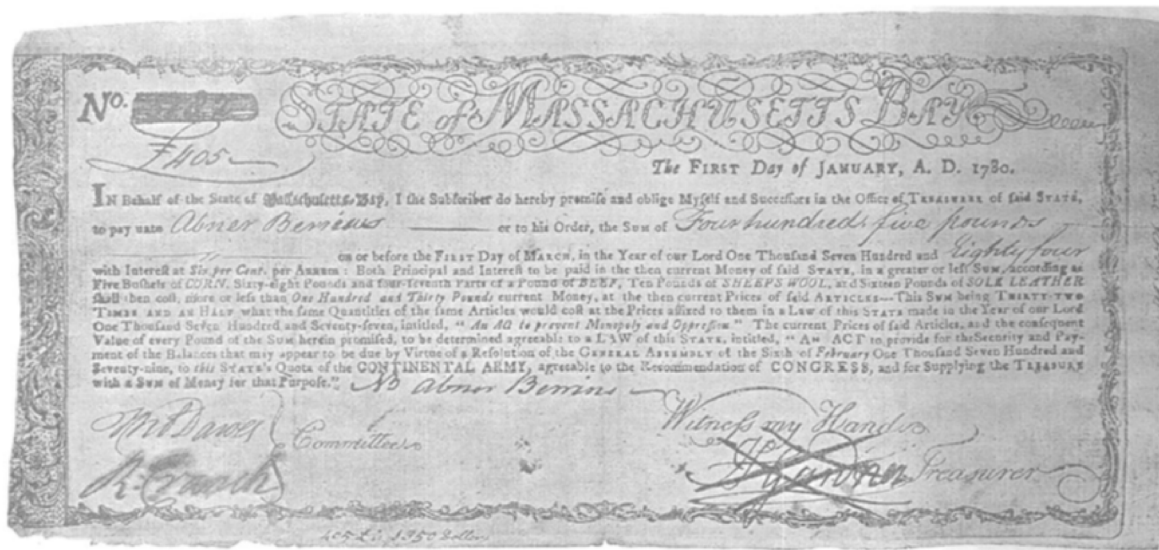 No.
STATE of MASSACHUSETTS BAY
£405
The FIRST Day of JANUARY, A. D. 1780.
IN Behalf of the State of Massachusetts Bay, I the Subscriber do hereby promise and oblige Myself and Successors in the Office of TREASURER of said STATE,
to pay unto Abner Bemens or to his Order, the SUM of Four hundred & five pounds
on or before the FIRST Day of MARCH, in the Year of our Lord One Thousand Seven Hundred and Eighty four
with Interest at Six per Cent. per ANNUM: Both Principal and Interest to be paid in the then current Money of said STATE, in a greater or less SUM, according as
Five Bushels of CORN, Sixty-eight Pounds and four-seventh Parts of a Pound of BEEF, Ten Pounds of SHEEPS WOOL, and Sixteen Pounds of SOLE LEATHER
shall then cost, more or less than One Hundred and Thirty Pounds current Money, at the then current Prices of said ARTICLES—This SUM being THIRTY-TWO
TIMES AND AN HALF what the same Quantities of the same Articles would cost at the Prices affixed to them in a Law of this STATE made in the Year of our Lord
One Thousand Seven Hundred and Seventy-seven, intitled, "An Act to prevent Monopoly and Oppression." The current Prices of said Articles, and the consequent
Value of every Pound of the SUM herein promised, to be determined agreeable to a LAW of this STATE, intitled, "An ACT to provide for the Security and Pay-
ment of the Balances that may appear to be due by Virtue of a Resolution of the GENERAL ASSEMBLY of the Sixth of February One Thousand Seven Hundred and
Seventy-nine, to this STATE'S Quota of the CONTINENTAL ARMY, agreeable to the Recommendation of CONGRESS, and for Supplying the TREASURY
with a SUM of Money for that Purpose." Abner
Witness my Hand
Dawes Committee
R. Cranch Treasurer